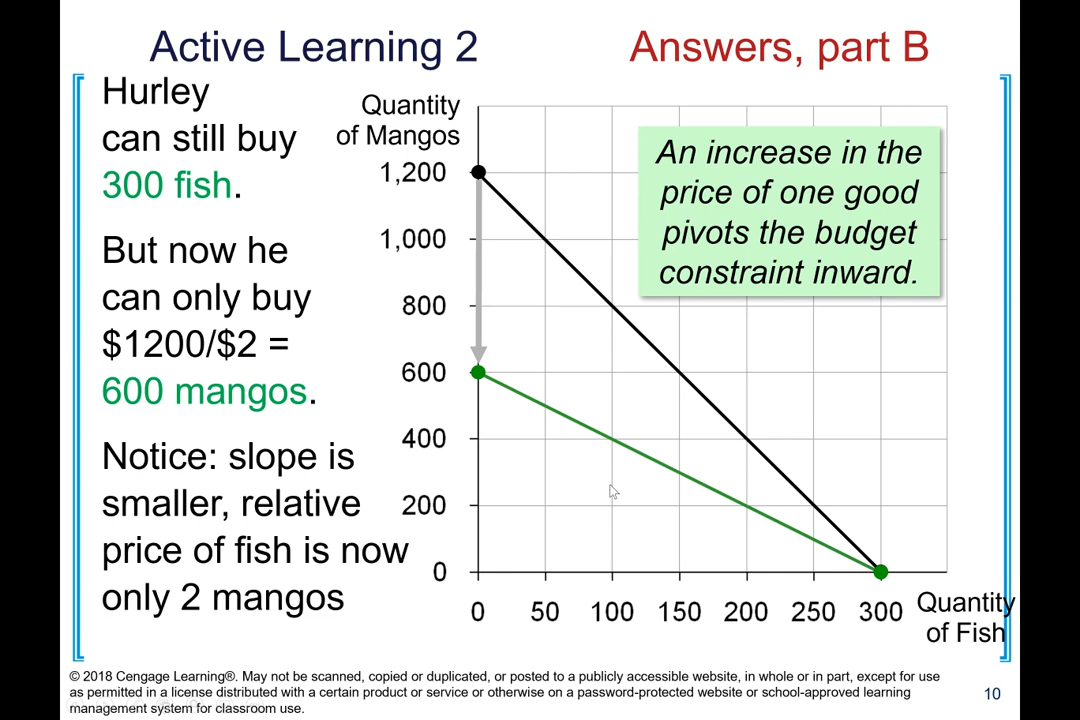 Active Learning 2
Answers, part B
Hurley
can still buy
300 fish.
But now he
can only buy
$1200/$2 =
600 mangos.
Notice: slope is
smaller, relative
price of fish is now
only 2 mangos
Quantity
of Mangos
1,200
1,000
800
600
400
200
0
An increase in the
price of one good
pivots the budget
constraint inward.
0 50 100 150 200 250 300
Quantity
of Fish
© 2018 Cengage Learning®. May not be scanned, copied or duplicated, or posted to a publicly accessible website, in whole or in part, except for use
as permitted in a license distributed with a certain product or service or otherwise on a password-protected website or school-approved learning
management system for classroom use.
10